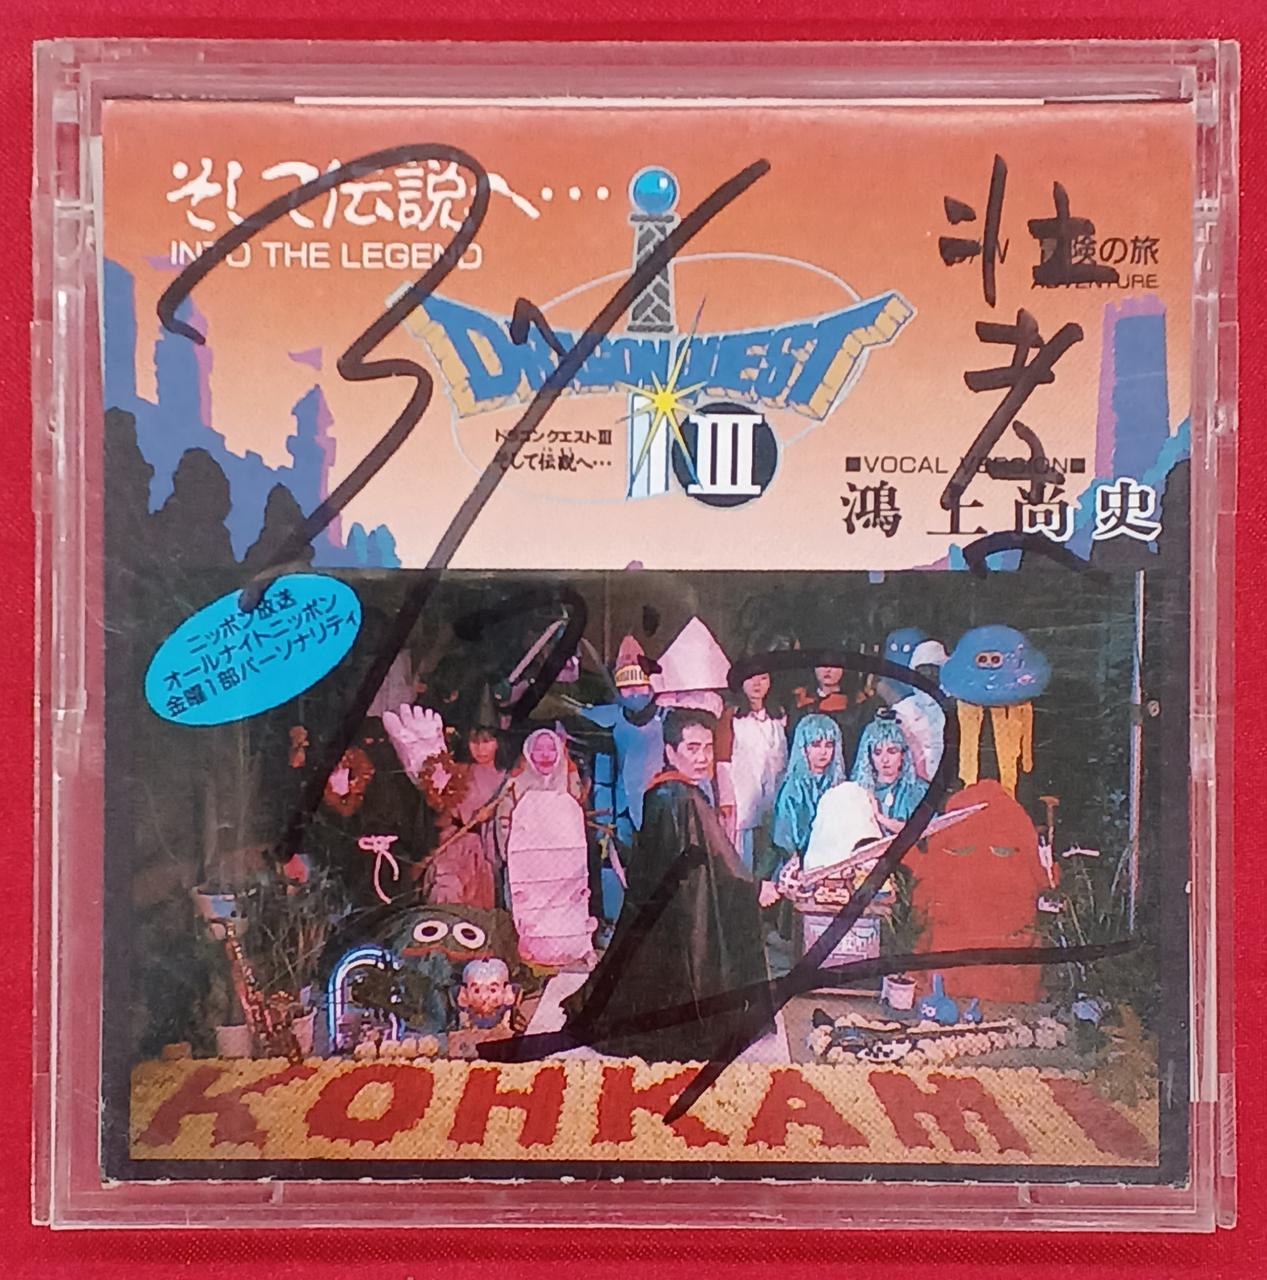 そして伝説へ…
INTO THE LEGEND
冒険の旅
ADVENTURE
DRAGON QUEST
III
ドラゴンクエストIII
そして伝説へ…
■VOCAL VERSION■
鴻上尚史
ニッポン放送
オールナイトニッポン
金曜1部パーソナリティ
KOHKAMI